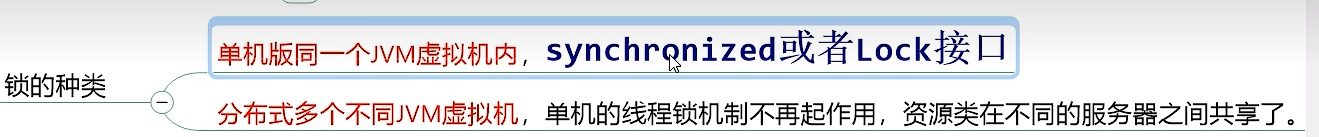 单机版同一个JVM虚拟机内，synchronized或者Lock接口
锁的种类
分布式多个不同JVM虚拟机，单机的线程锁机制不再起作用，资源类在不同的服务器之间共享了。